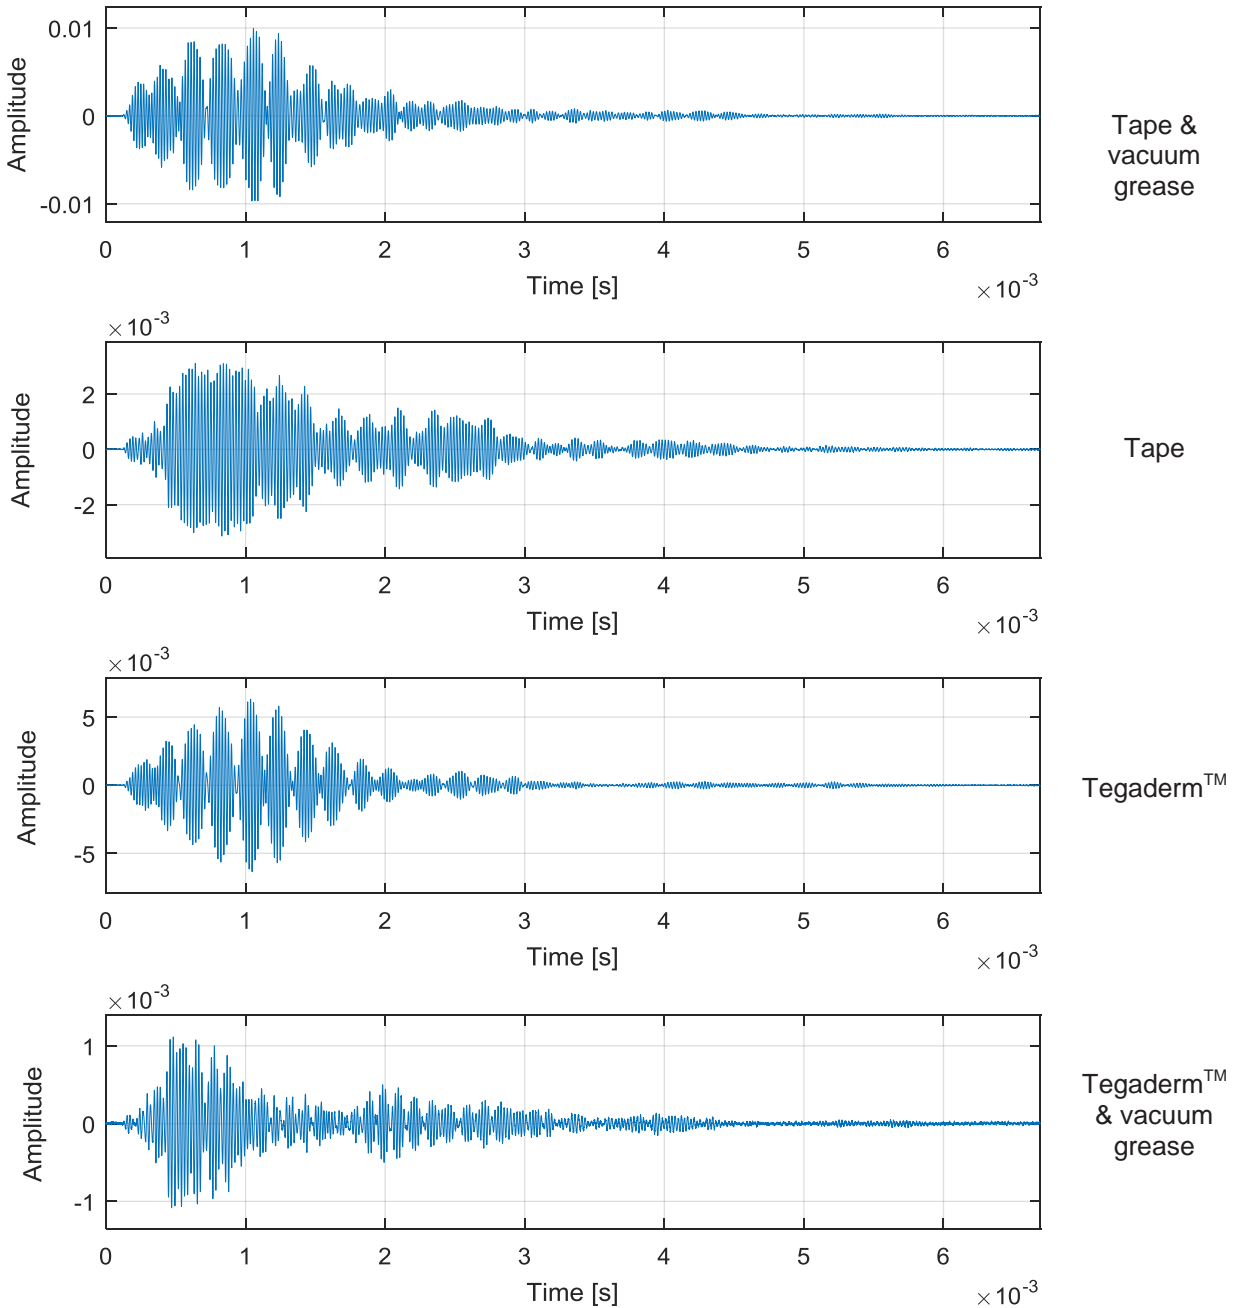 0.01
0
-0.01
Amplitude
0 1 2 3 4 5 6
Time [s]
×10-3
Tape &
vacuum
grease
×10-3
2
0
-2
Amplitude
0 1 2 3 4 5 6
Time [s]
×10-3
Tape
×10-3
5
0
-5
Amplitude
0 1 2 3 4 5 6
Time [s]
×10-3
Tegaderm™
×10-3
1
0
-1
Amplitude
0 1 2 3 4 5 6
Time [s]
×10-3
Tegaderm™
& vacuum
grease